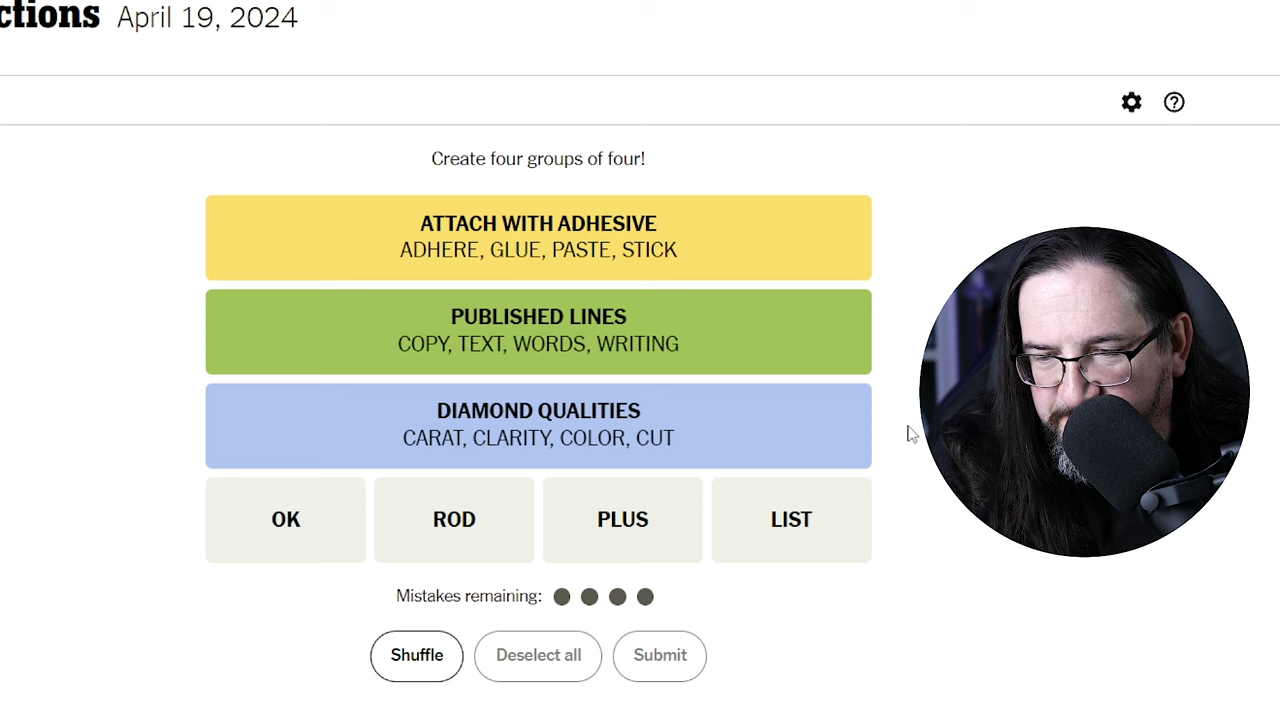 ctions April 19, 2024
Create four groups of four!
ATTACH WITH ADHESIVE
ADHERE, GLUE, PASTE, STICK
PUBLISHED LINES
COPY, TEXT, WORDS, WRITING
DIAMOND QUALITIES
CARAT, CLARITY, COLOR, CUT
OK ROD PLUS LIST
Mistakes remaining:
Shuffle Deselect all Submit